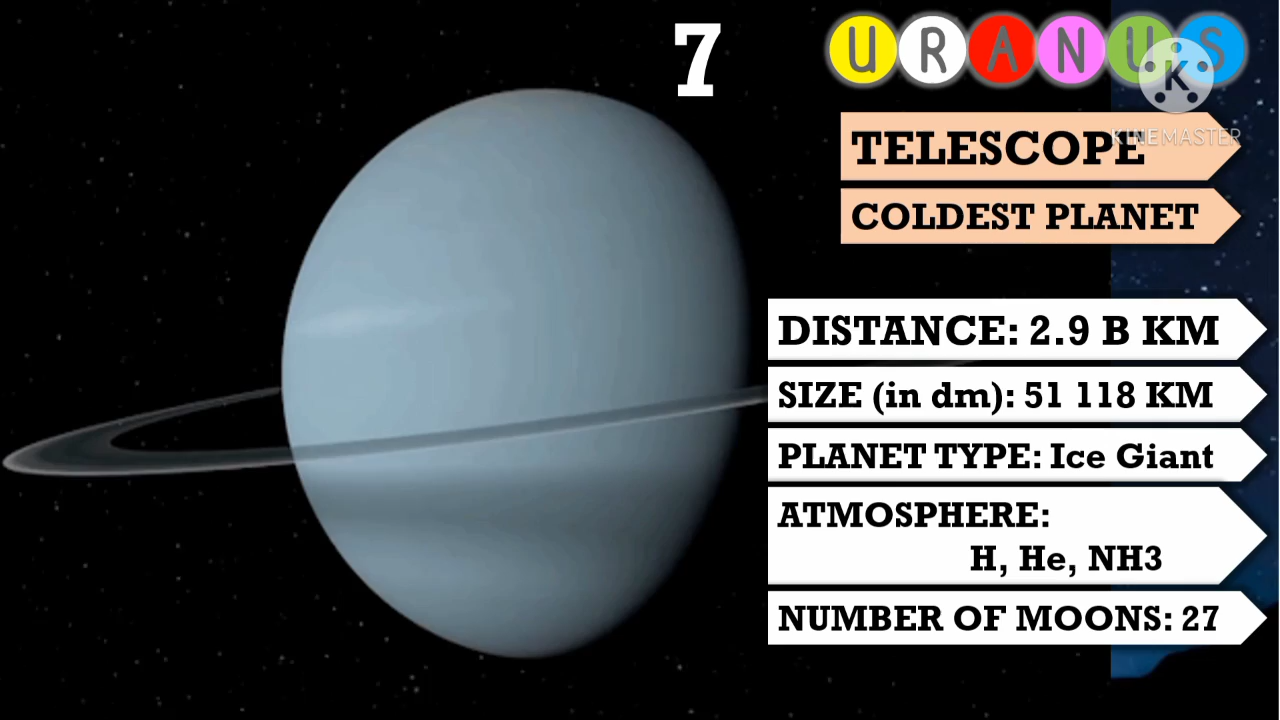 7
URANUS
K
KINEMASTER
TELESCOPE
COLDEST PLANET
DISTANCE: 2.9 B KM
SIZE (in dm): 51 118 KM
PLANET TYPE: Ice Giant
ATMOSPHERE:
H, He, NH3
NUMBER OF MOONS: 27